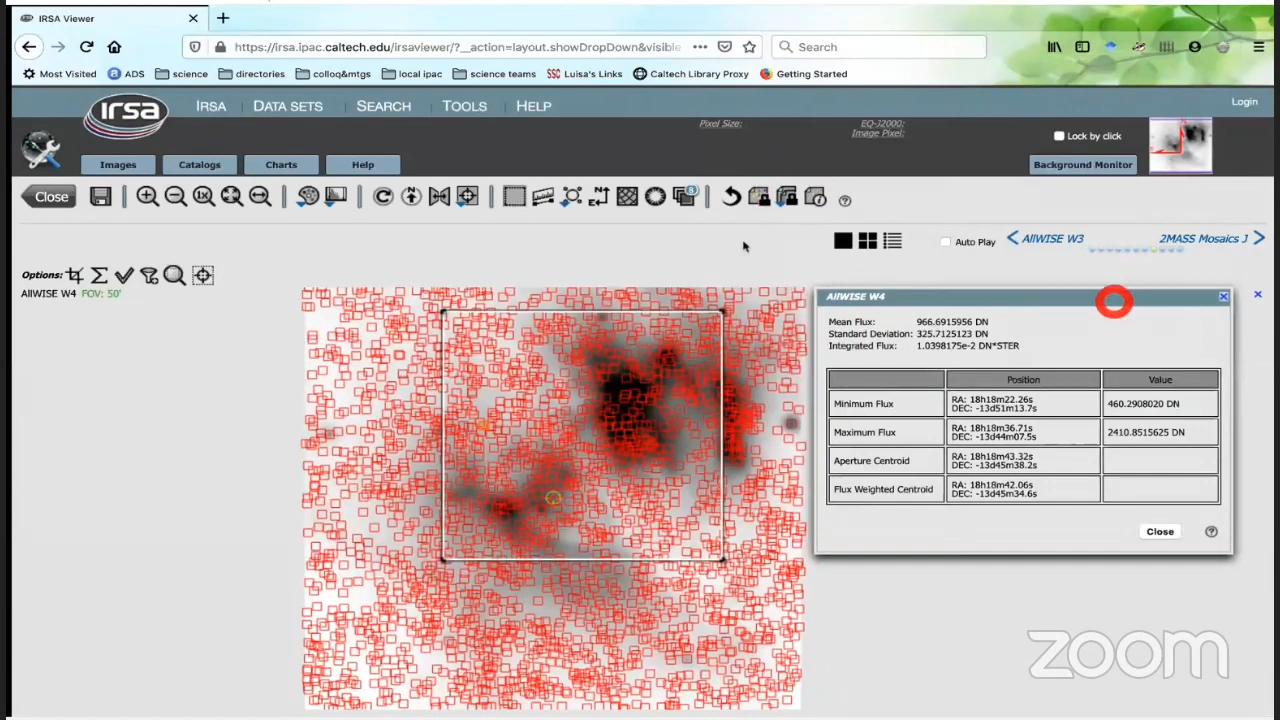 IRSA Viewer
https://irsa.ipac.caltech.edu/irsaviewer/?__action=layout.showDropDown&visible
Search
Most Visited ADS science directories colloq&mtgs local ipac science teams SSC Luisa's Links Caltech Library Proxy Getting Started
irsa IRSA DATA SETS SEARCH TOOLS HELP Login
Pixel Size: EQ-J2000:
Image Pixel:
Lock by click
Images Catalogs Charts Help Background Monitor
Close 1X 8
Auto Play AllWISE W3 2MASS Mosaics J
Options:
AllWISE W4 FOV: 50'
AllWISE W4
Mean Flux: 966.6915956 DN
Standard Deviation: 325.7125123 DN
Integrated Flux: 1.0398175e-2 DN*STER
Position Value
Minimum Flux RA: 18h18m22.26s DEC: -13d51m13.7s 460.2908020 DN
Maximum Flux RA: 18h18m36.71s DEC: -13d44m07.5s 2410.8515625 DN
Aperture Centroid RA: 18h18m43.32s DEC: -13d45m38.2s
Flux Weighted Centroid RA: 18h18m42.06s DEC: -13d45m34.6s
Close
zoom